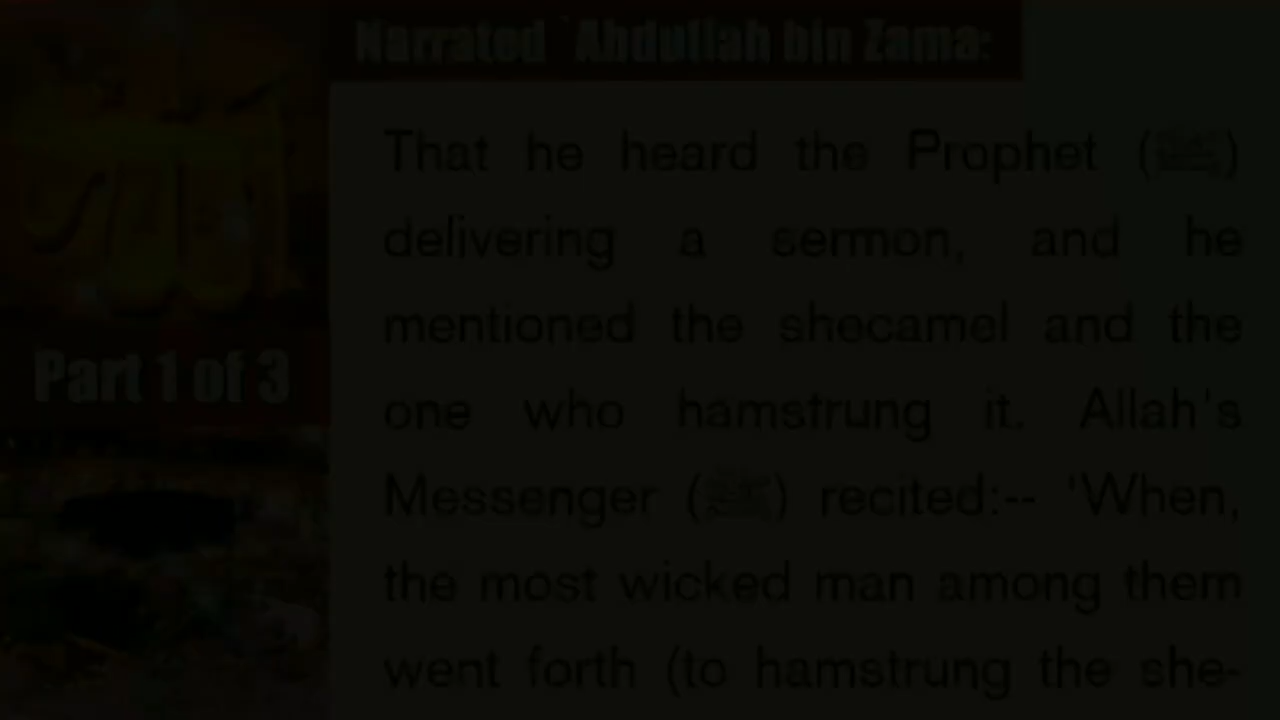 Narrated `Abdullah bin Zama:
That he heard the Prophet (ﷺ)
delivering a sermon, and he
mentioned the shecamel and the
one who hamstrung it. Allah's
Messenger (ﷺ) recited:-- 'When,
the most wicked man among them
went forth (to hamstrung the she-
الله
Part 1 of 3